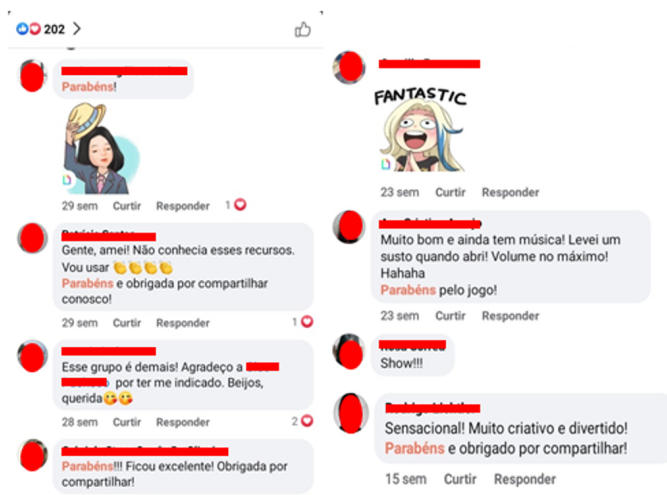 202
Parabéns!
29 sem Curtir Responder 1
Gente, amei! Não conhecia esses recursos.
Vou usar 👏👏👏👏
Parabéns e obrigada por compartilhar
conosco!
29 sem Curtir Responder 1
Esse grupo é demais! Agradeço a
por ter me indicado. Beijos,
querida😘😘
28 sem Curtir Responder 2
Parabéns!!! Ficou excelente! Obrigada por
compartilhar!
FANTASTIC
23 sem Curtir Responder
Muito bom e ainda tem música! Levei um
susto quando abri! Volume no máximo!
Hahaha
Parabéns pelo jogo!
23 sem Curtir Responder
Show!!!
Sensacional! Muito criativo e divertido!
Parabéns e obrigado por compartilhar!
15 sem Curtir Responder